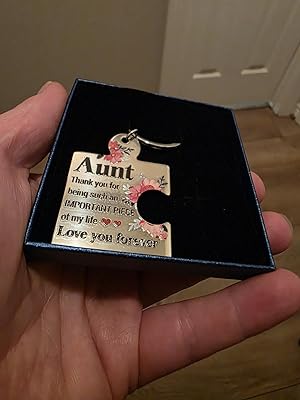 Aunt
Thank you for
being such an
IMPORTANT PIECE
of my life
Love you forever